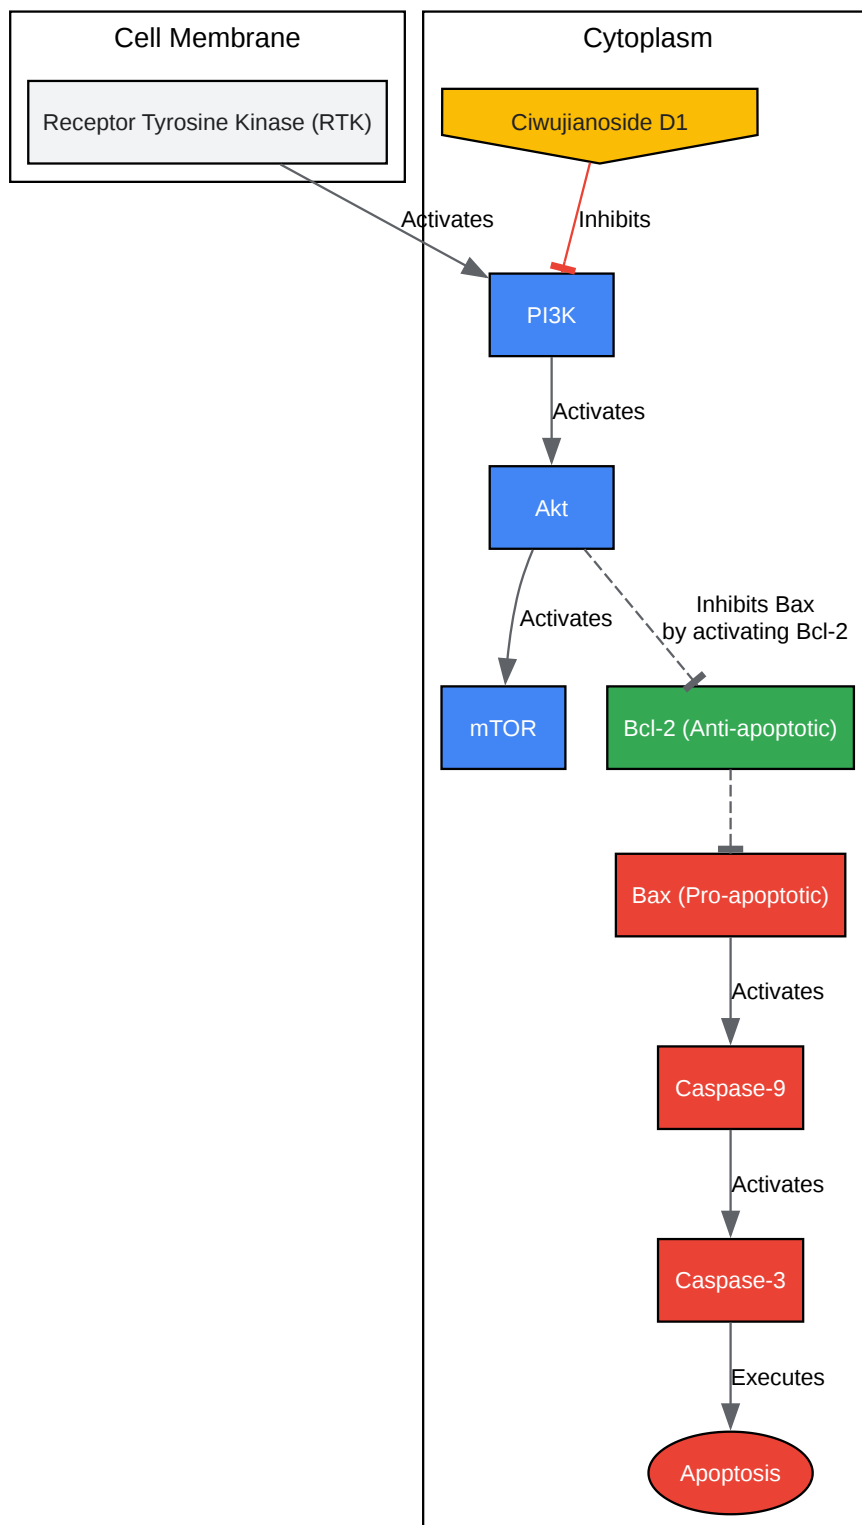 Cell Membrane
Cytoplasm
Receptor Tyrosine Kinase (RTK)
Ciwujianoside D1
Activates
Inhibits
PI3K
Activates
Akt
Activates
Inhibits Bax
by activating Bcl-2
mTOR
Bcl-2 (Anti-apoptotic)
Bax (Pro-apoptotic)
Activates
Caspase-9
Activates
Caspase-3
Executes
Apoptosis